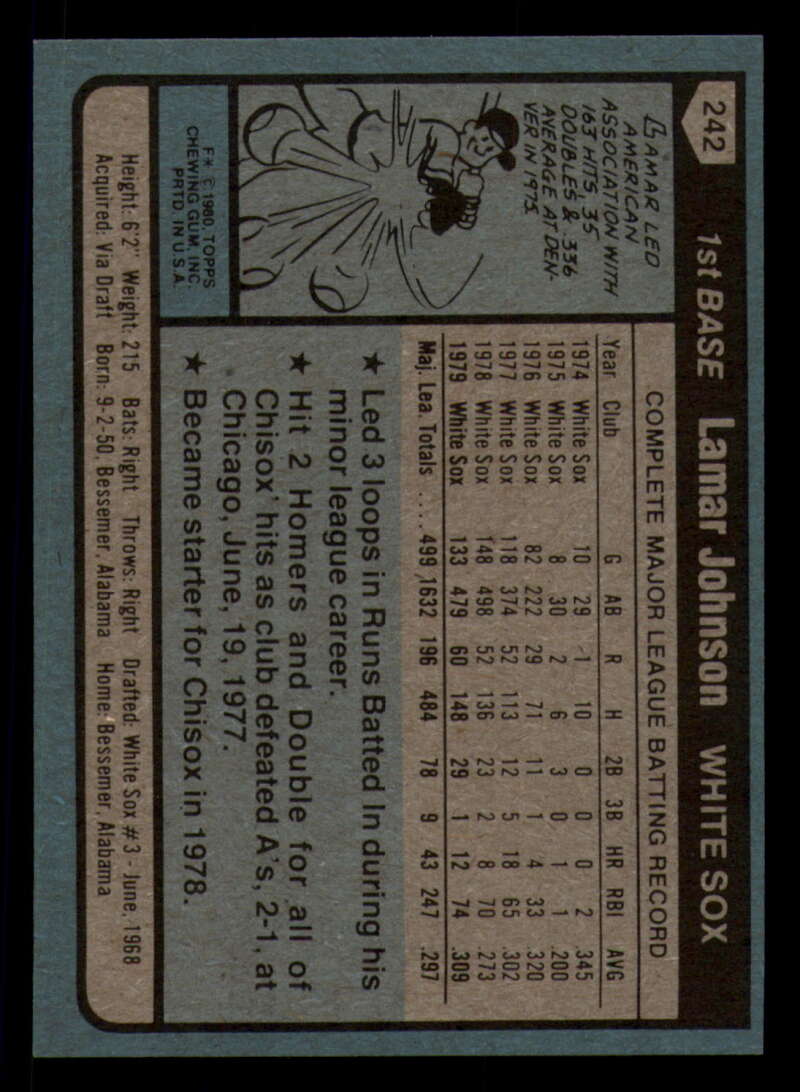 242
1st BASE Lamar Johnson WHITE SOX
LAMAR LED
AMERICAN
ASSOCIATION WITH
163 HITS, 35
DOUBLES & .336
AVERAGE AT DEN-
VER IN 1975
F* © 1980 TOPPS
CHEWING GUM, INC.
PRTD. IN U.S.A.
COMPLETE MAJOR LEAGUE BATTING RECORD
Year Club G AB R H 2B 3B HR RBI AVG
1974 White Sox 10 29 1 10 0 0 0 2 .345
1975 White Sox 8 30 2 6 3 0 1 1 .200
1976 White Sox 82 222 29 71 11 1 4 33 .320
1977 White Sox 118 374 52 113 12 5 18 65 .302
1978 White Sox 148 498 52 136 23 2 8 70 .273
1979 White Sox 133 479 60 148 29 1 12 74 .309
Maj. Lea. Totals .... 499 1632 196 484 78 9 43 247 .297
★ Led 3 loops in Runs Batted In during his
minor league career.
★ Hit 2 Homers and Double for all of
Chisox' hits as club defeated A's, 2-1, at
Chicago, June, 19, 1977.
★ Became starter for Chisox in 1978.
Height: 6'2" Weight: 215 Bats: Right Throws: Right Drafted: White Sox #3 - June, 1968
Acquired: Via Draft Born: 9-2-50, Bessemer, Alabama Home: Bessemer, Alabama